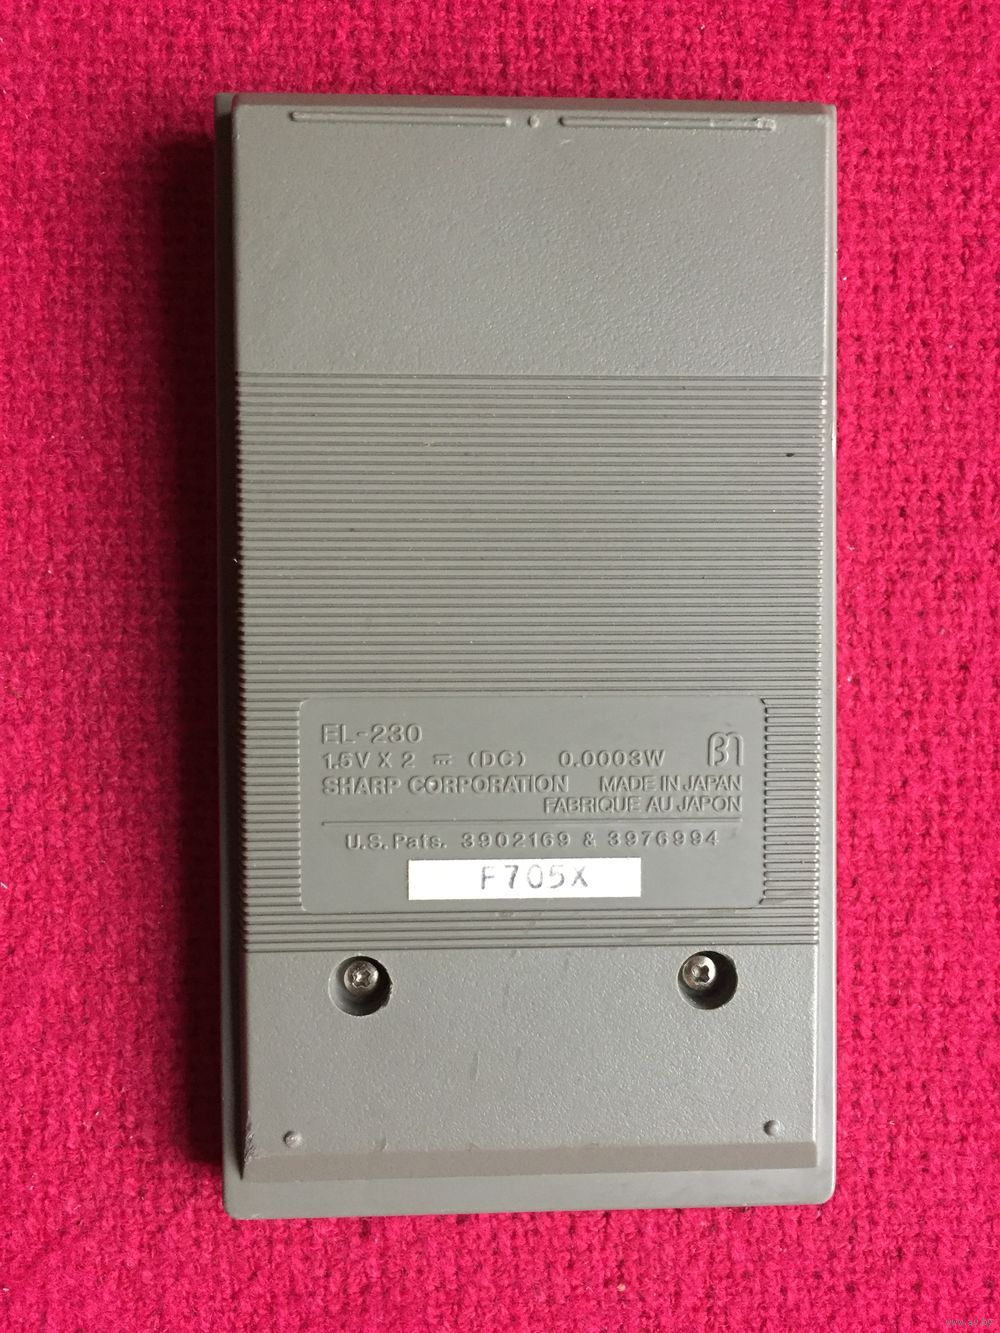 EL-230
1.5V X 2 ⎓ (DC) 0.0003W
SHARP CORPORATION MADE IN JAPAN
FABRIQUE AU JAPON
U.S. Pats. 3902169 & 3976994
F705X